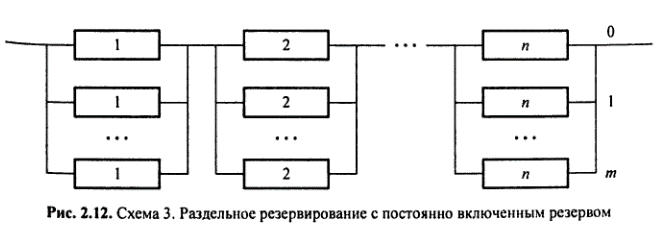 0
1 2 ... n
1 2 n 1
... ... ...
1 2 n m
Рис. 2.12. Схема 3. Раздельное резервирование с постоянно включенным резервом